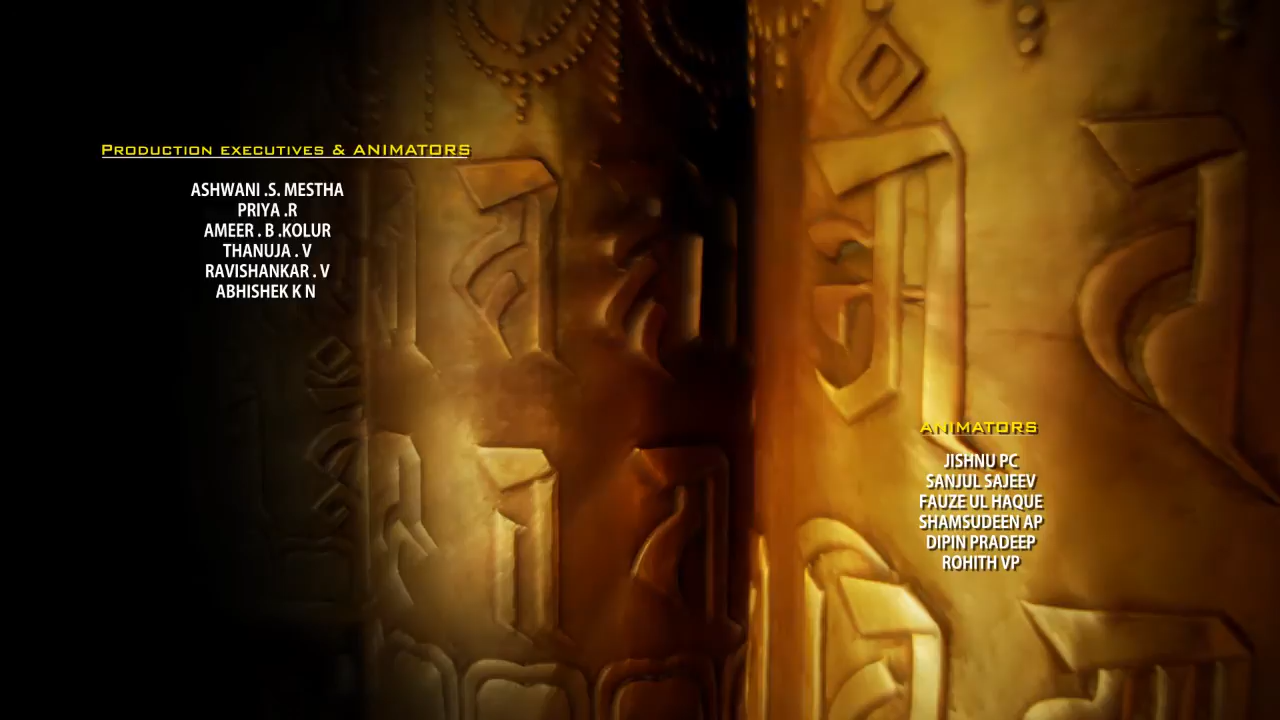 PRODUCTION EXECUTIVES & ANIMATORS
ASHWANI .S. MESTHA
PRIYA .R
AMEER . B .KOLUR
THANUJA . V
RAVISHANKAR . V
ABHISHEK K N
ANIMATORS
JISHNU PC
SANJUL SAJEEV
FAUZE UL HAQUE
SHAMSUDEEN AP
DIPIN PRADEEP
ROHITH VP